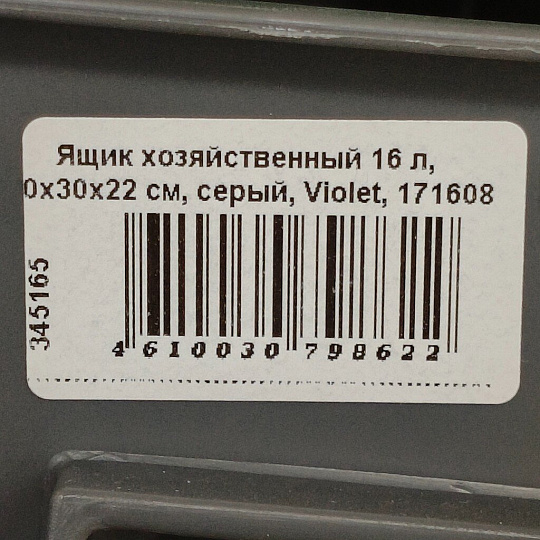 Ящик хозяйственный 16 л,
0х30х22 см, серый, Violet, 171608
345165
4 610030 798622